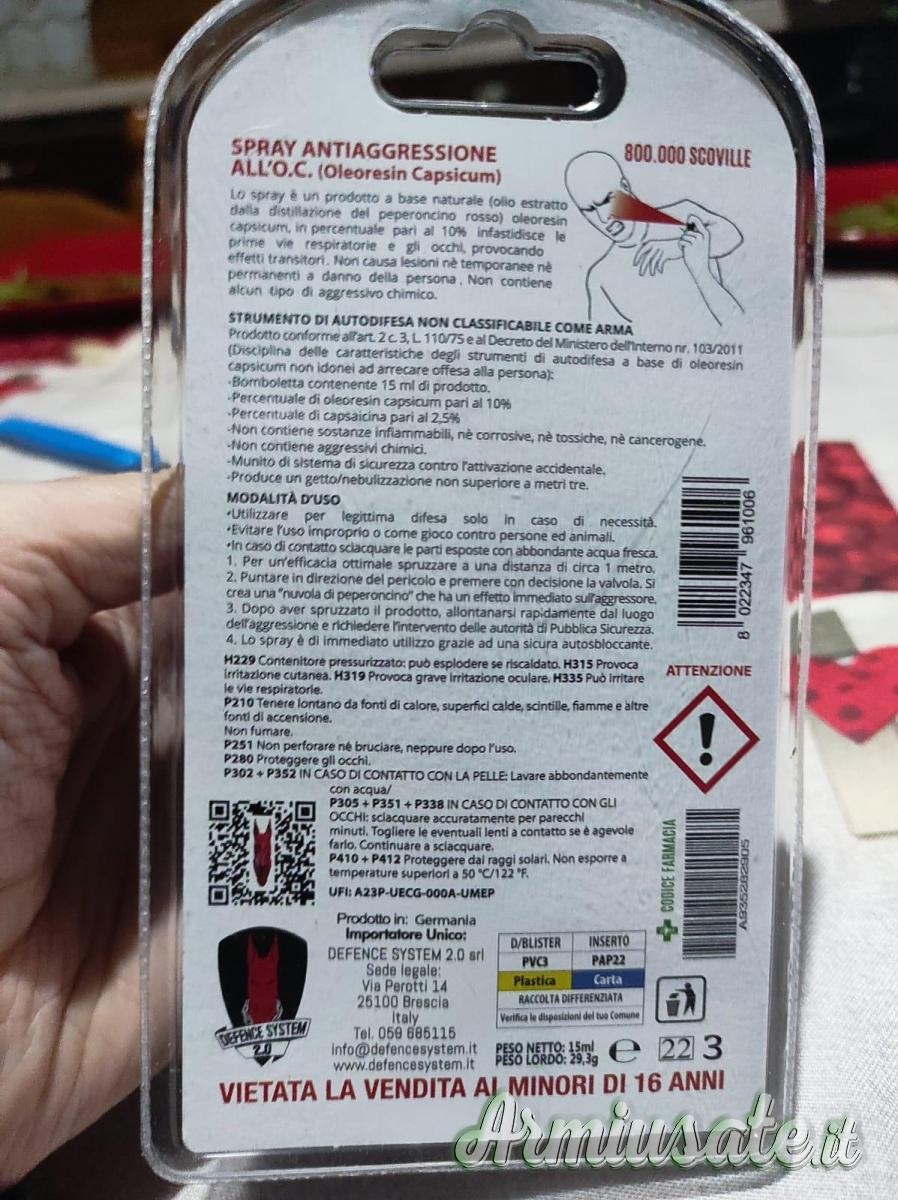 SPRAY ANTIAGGRESSIONE
ALL'O.C. (Oleoresin Capsicum)
800.000 SCOVILLE
Lo spray è un prodotto a base naturale (olio estratto
dalla distillazione del peperoncino rosso) oleoresin
capsicum, in percentuale pari al 10% infastidisce le
prime vie respiratorie e gli occhi, provocando
effetti transitori. Non causa lesioni nè temporanee nè
permanenti a danno della persona. Non contiene
alcun tipo di aggressivo chimico.
STRUMENTO DI AUTODIFESA NON CLASSIFICABILE COME ARMA
Prodotto conforme all'art. 2 c. 3, L. 110/75 e al Decreto del Ministero dell'Interno nr. 103/2011
(Disciplina delle caratteristiche degli strumenti di autodifesa a base di oleoresin
capsicum non idonei ad arrecare offesa alla persona):
-Bomboletta contenente 15 ml di prodotto.
-Percentuale di oleoresin capsicum pari al 10%
-Percentuale di capsaicina pari al 2,5%
-Non contiene sostanze infiammabili, nè corrosive, nè tossiche, nè cancerogene.
-Non contiene aggressivi chimici.
-Munito di sistema di sicurezza contro l'attivazione accidentale.
-Produce un getto/nebulizzazione non superiore a metri tre.
MODALITÀ D'USO
•Utilizzare per legittima difesa solo in caso di necessità.
•Evitare l'uso improprio o come gioco contro persone ed animali.
•In caso di contatto sciacquare le parti esposte con abbondante acqua fresca.
1. Per un'efficacia ottimale spruzzare a una distanza di circa 1 metro.
2. Puntare in direzione del pericolo e premere con decisione la valvola. Si
crea una "nuvola di peperoncino" che ha un effetto immediato sull'aggressore.
3. Dopo aver spruzzato il prodotto, allontanarsi rapidamente dal luogo
dell'aggressione e richiedere l'intervento delle autorità di Pubblica Sicurezza.
4. Lo spray è di immediato utilizzo grazie ad una sicura autosbloccante.
8 022347 961006
H229 Contenitore pressurizzato: può esplodere se riscaldato. H315 Provoca
irritazione cutanea. H319 Provoca grave irritazione oculare. H335 Può irritare
le vie respiratorie.
P210 Tenere lontano da fonti di calore, superfici calde, scintille, fiamme e altre
fonti di accensione.
Non fumare.
P251 Non perforare né bruciare, neppure dopo l'uso.
P280 Proteggere gli occhi.
P302 + P352 IN CASO DI CONTATTO CON LA PELLE: Lavare abbondantemente
con acqua/
P305 + P351 + P338 IN CASO DI CONTATTO CON GLI
OCCHI: sciacquare accuratamente per parecchi
minuti. Togliere le eventuali lenti a contatto se è agevole
farlo. Continuare a sciacquare.
P410 + P412 Proteggere dai raggi solari. Non esporre a
temperature superiori a 50 °C/122 °F.
UFI: A23P-UECG-000A-UMEP
ATTENZIONE
CODICE FARMACIA
A935282905
Prodotto in: Germania
Importatore Unico:
DEFENCE SYSTEM 2.0 srl
Sede legale:
Via Perotti 14
25100 Brescia
Italy
Tel. 059 685115
info@defencesystem.it
www.defencesystem.it
DEFENCE SYSTEM
2.0
D/BLISTER INSERTO
PVC3 PAP22
Plastica Carta
RACCOLTA DIFFERENZIATA
Verifica le disposizioni del tuo Comune
PESO NETTO: 15ml
PESO LORDO: 29,3g
e 22 3
VIETATA LA VENDITA AI MINORI DI 16 ANNI
Armiusate.it